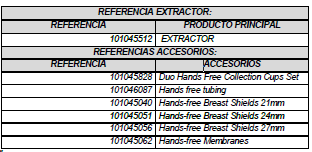 REFERENCIA EXTRACTOR:
REFERENCIA PRODUCTO PRINCIPAL
101045512 EXTRACTOR
REFERENCIAS ACCESORIOS:
REFERENCIA ACCESORIOS
101045828 Duo Hands Free Collection Cups Set
101046087 Hands free tubing
101045040 Hands-free Breast Shields 21mm
101045051 Hands-free Breast Shields 24mm
101045056 Hands-free Breast Shields 27mm
101045062 Hands-free Membranes